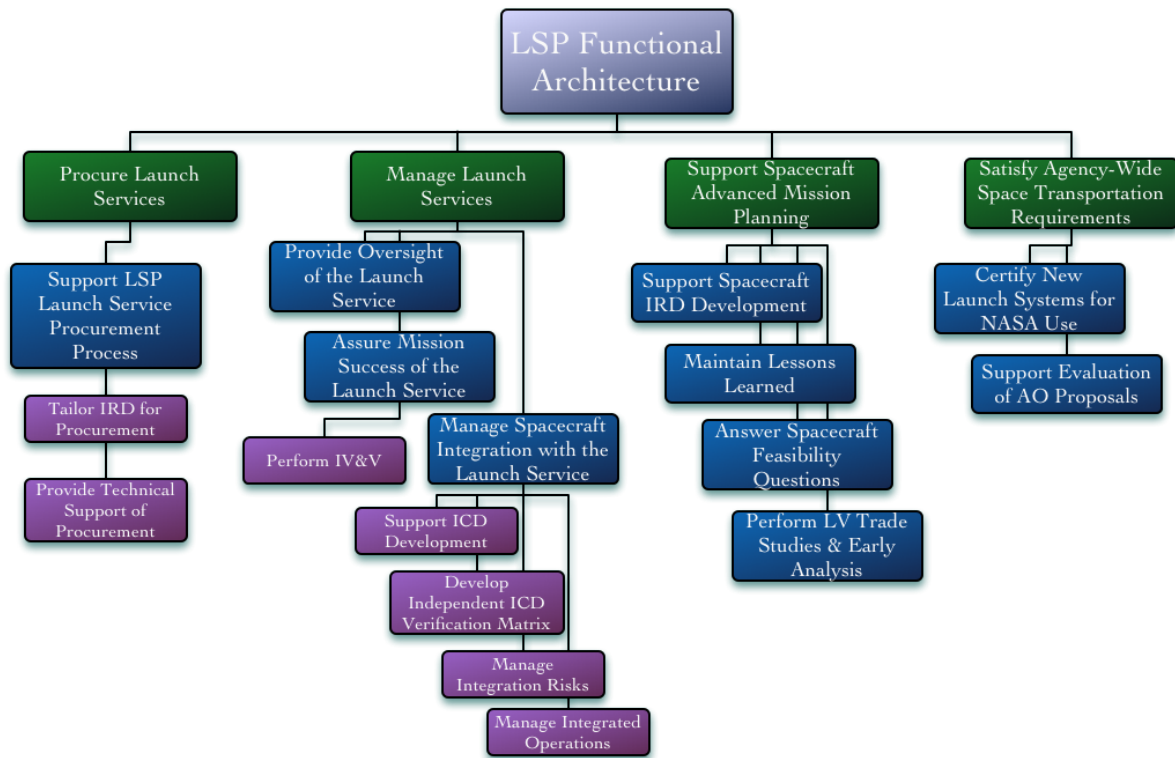 LSP Functional
Architecture
Procure Launch
Services
Support LSP
Launch Service
Procurement
Process
Tailor IRD for
Procurement
Provide Technical
Support of
Procurement
Manage Launch
Services
Provide Oversight
of the Launch
Service
Assure Mission
Success of the
Launch Service
Perform IV&V
Manage Spacecraft
Integration with the
Launch Service
Support ICD
Development
Develop
Independent ICD
Verification Matrix
Manage
Integration Risks
Manage Integrated
Operations
Support Spacecraft
Advanced Mission
Planning
Support Spacecraft
IRD Development
Maintain Lessons
Learned
Answer Spacecraft
Feasibility
Questions
Perform LV Trade
Studies & Early
Analysis
Satisfy Agency-Wide
Space Transportation
Requirements
Certify New
Launch Systems for
NASA Use
Support Evaluation
of AO Proposals